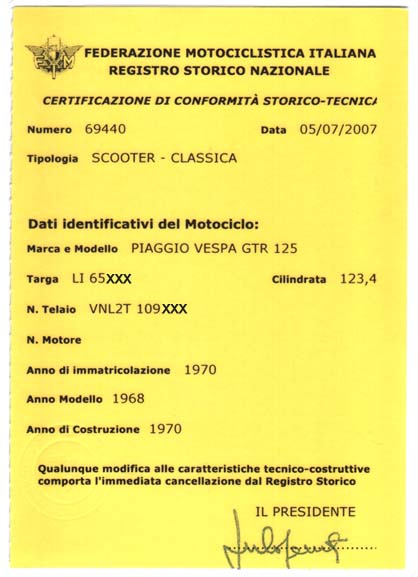 FEDERAZIONE MOTOCICLISTICA ITALIANA
REGISTRO STORICO NAZIONALE
CERTIFICAZIONE DI CONFORMITÀ STORICO-TECNICA
Numero 69440 Data 05/07/2007
Tipologia SCOOTER - CLASSICA
Dati identificativi del Motociclo:
Marca e Modello PIAGGIO VESPA GTR 125
Targa LI 65XXX Cilindrata 123,4
N. Telaio VNL2T 109XXX
N. Motore
Anno di immatricolazione 1970
Anno Modello 1968
Anno di Costruzione 1970
Qualunque modifica alle caratteristiche tecnico-costruttive
comporta l'immediata cancellazione dal Registro Storico
IL PRESIDENTE